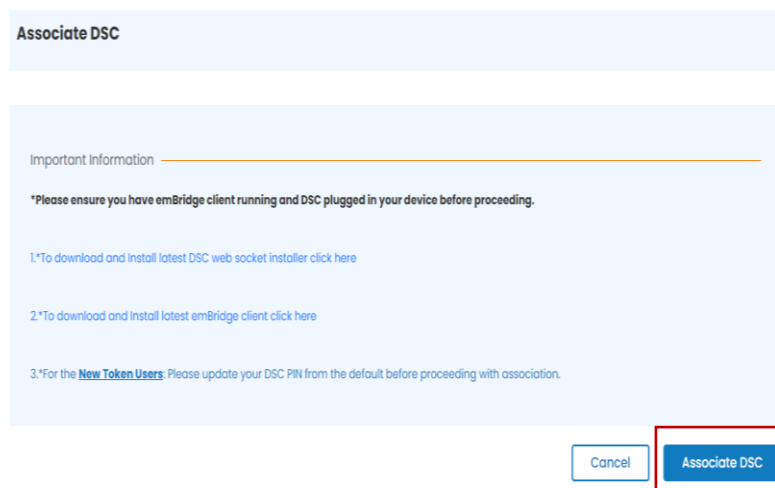 Associate DSC
Important Information
*Please ensure you have emBridge client running and DSC plugged in your device before proceeding.
1.*To download and Install latest DSC web socket installer click here
2.*To download and Install latest emBridge client click here
3.*For the New Token Users: Please update your DSC PIN from the default before proceeding with association.
Cancel
Associate DSC